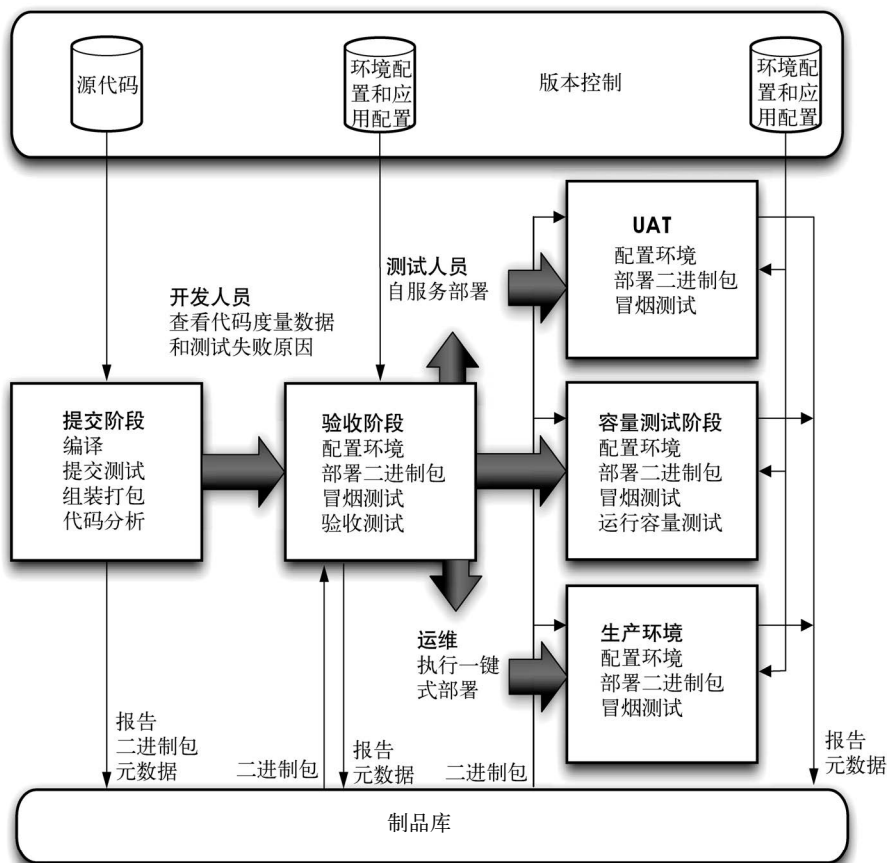 源代码
环境配
置和应
用配置
版本控制
环境配
置和应
用配置
开发人员
查看代码度量数据
和测试失败原因
测试人员
自服务部署
UAT
配置环境
部署二进制包
冒烟测试
提交阶段
编译
提交测试
组装打包
代码分析
验收阶段
配置环境
部署二进制包
冒烟测试
验收测试
容量测试阶段
配置环境
部署二进制包
冒烟测试
运行容量测试
运维
执行一键
式部署
生产环境
配置环境
部署二进制包
冒烟测试
报告
二进制包
元数据
二进制包
报告
元数据
二进制包
报告
元数据
制品库